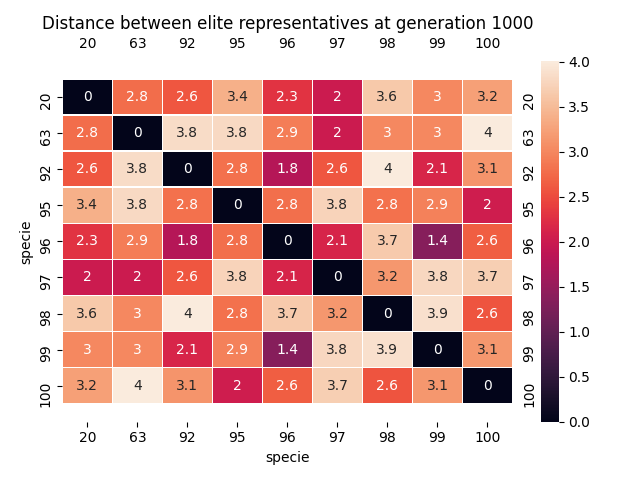 Distance between elite representatives at generation 1000
20 63 92 95 96 97 98 99 100
20 0 2.8 2.6 3.4 2.3 2 3.6 3 3.2 20 4.0
63 2.8 0 3.8 3.8 2.9 2 3 3 4 63 3.5
92 2.6 3.8 0 2.8 1.8 2.6 4 2.1 3.1 92 3.0
95 3.4 3.8 2.8 0 2.8 3.8 2.8 2.9 2 95 2.5
specie 96 2.3 2.9 1.8 2.8 0 2.1 3.7 1.4 2.6 96 2.0
97 2 2 2.6 3.8 2.1 0 3.2 3.8 3.7 97 1.5
98 3.6 3 4 2.8 3.7 3.2 0 3.9 2.6 98 1.0
99 3 3 2.1 2.9 1.4 3.8 3.9 0 3.1 99 0.5
100 3.2 4 3.1 2 2.6 3.7 2.6 3.1 0 100 0.0
20 63 92 95 96 97 98 99 100
specie